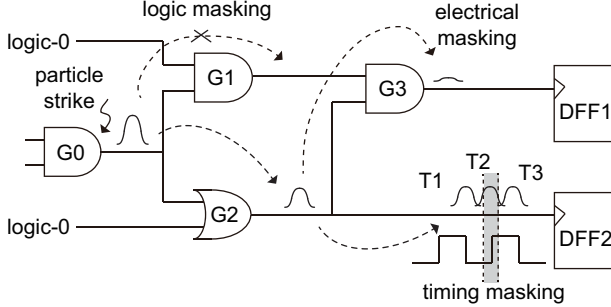 logic masking
electrical
masking
logic-0
G1
particle
strike
G3
DFF1
G0
T2
T1
T3
G2
logic-0
DFF2
timing masking